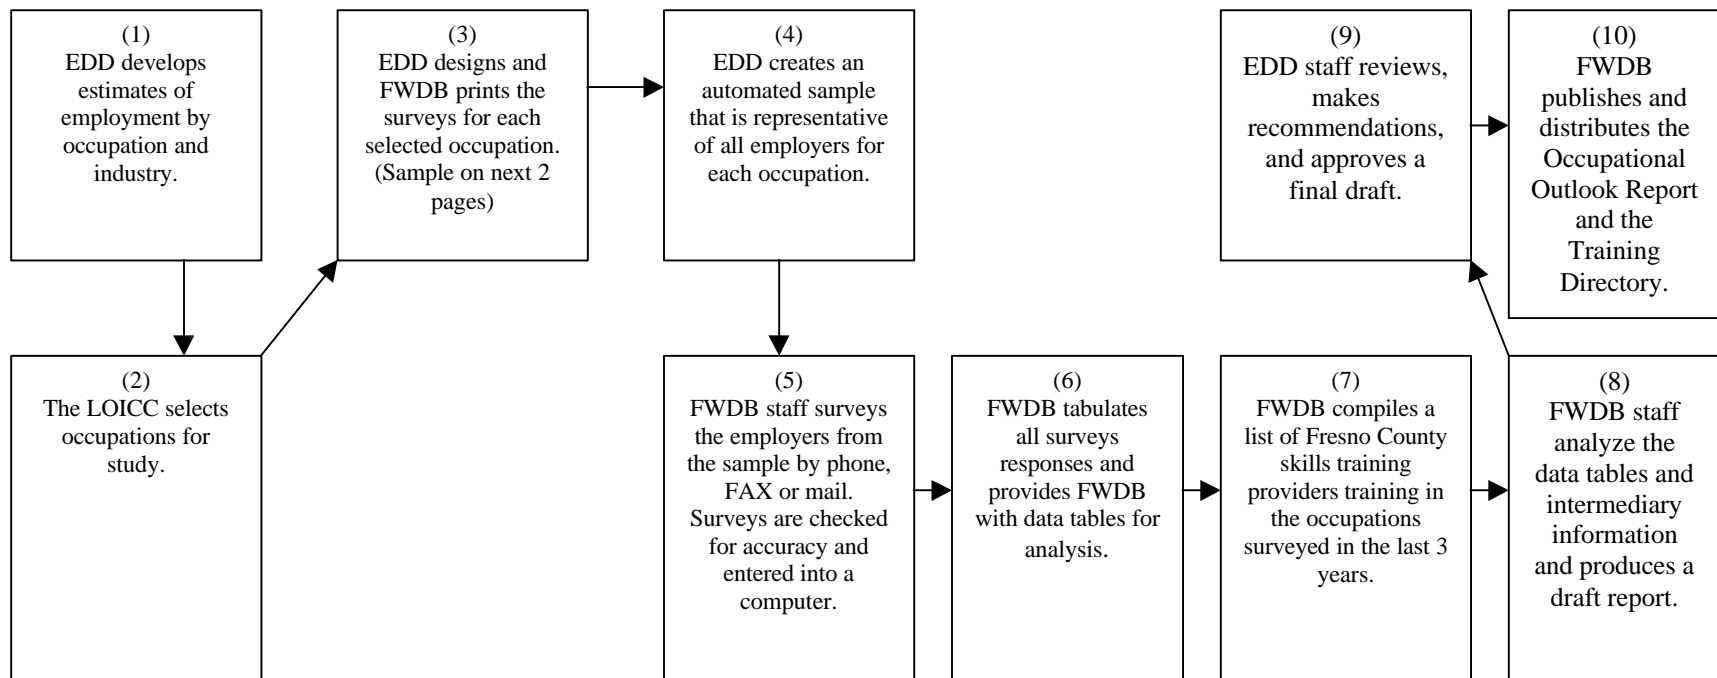 (1)
EDD develops
estimates of
employment by
occupation and
industry.
(2)
The LOICC selects
occupations for
study.
(3)
EDD designs and
FWDB prints the
surveys for each
selected occupation.
(Sample on next 2
pages)
(4)
EDD creates an
automated sample
that is representative
of all employers for
each occupation.
(5)
FWDB staff surveys
the employers from
the sample by phone,
FAX or mail.
Surveys are checked
for accuracy and
entered into a
computer.
(6)
FWDB tabulates
all surveys
responses and
provides FWDB
with data tables for
analysis.
(7)
FWDB compiles a
list of Fresno County
skills training
providers training in
the occupations
surveyed in the last 3
years.
(8)
FWDB staff
analyze the
data tables and
intermediary
information
and produces a
draft report.
(9)
EDD staff reviews,
makes
recommendations,
and approves a
final draft.
(10)
FWDB
publishes and
distributes the
Occupational
Outlook Report
and the
Training
Directory.